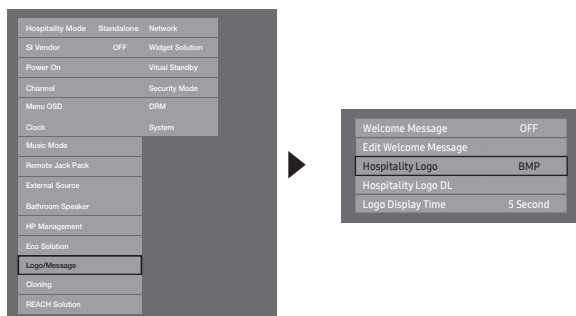 Hospitality Mode Standalone Network
SI Vendor OFF Widget Solution
Power On Vitual Standby
Channel Security Mode
Menu OSD DRM
Clock System
Music Mode
Remote Jack Pack
External Source
Bathroom Speaker
HP Management
Eco Solution
Logo/Message
Cloning
REACH Solution
Welcome Message OFF
Edit Welcome Message
Hospitality Logo BMP
Hospitality Logo DL
Logo Display Time 5 Second